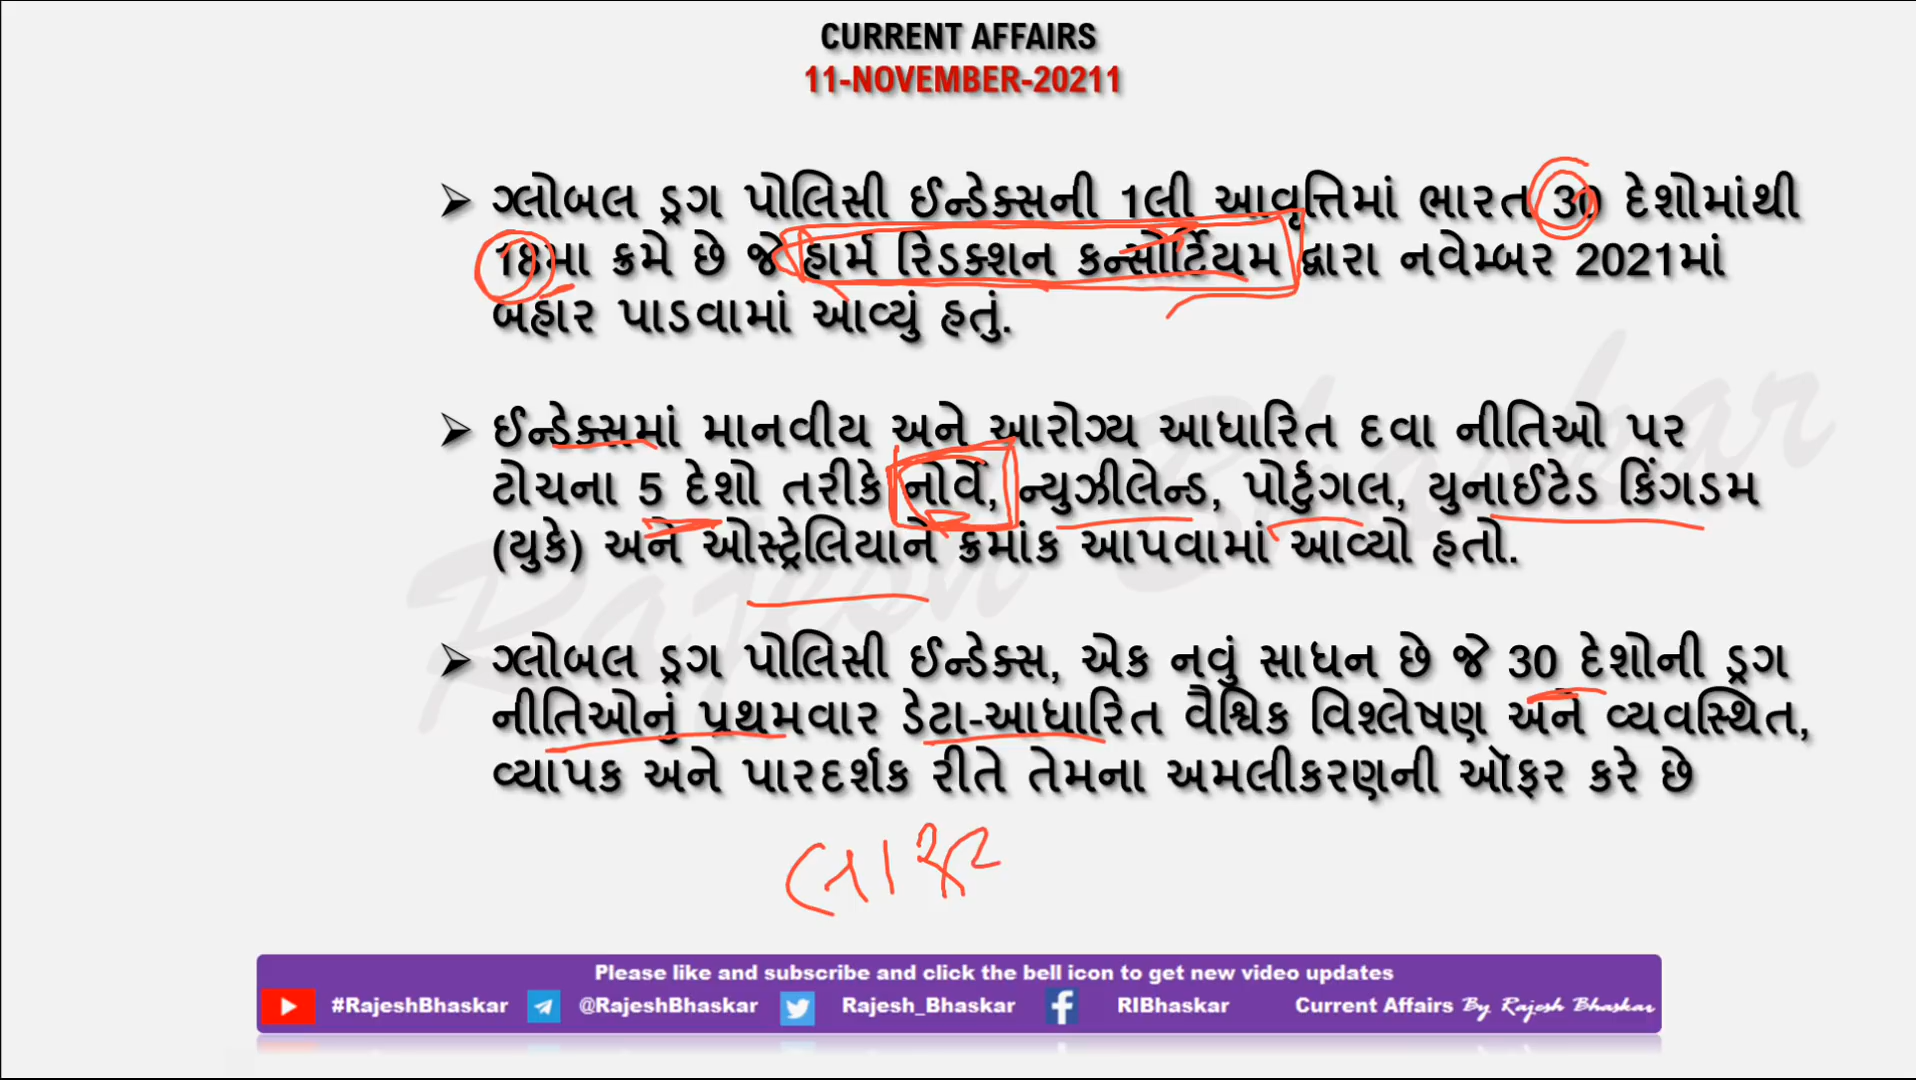 CURRENT AFFAIRS
11-NOVEMBER-20211
➢ ગ્લોબલ ડ્રગ પોલિસી ઈન્ડેક્સની 1લી આવૃત્તિમાં ભારત 30 દેશોમાંથી
18મા ક્રમે છે જે હાર્મ રિડક્શન કન્સોર્ટિયમ દ્વારા નવેમ્બર 2021માં
બહાર પાડવામાં આવ્યું હતું.
➢ ઈન્ડેક્સમાં માનવીય અને આરોગ્ય આધારિત દવા નીતિઓ પર
ટોચના 5 દેશો તરીકે નોર્વે, ન્યુઝીલેન્ડ, પોર્ટુગલ, યુનાઈટેડ કિંગડમ
(યુકે) અને ઓસ્ટ્રેલિયાને ક્રમાંક આપવામાં આવ્યો હતો.
➢ ગ્લોબલ ડ્રગ પોલિસી ઈન્ડેક્સ, એક નવું સાધન છે જે 30 દેશોની ડ્રગ
નીતિઓનું પ્રથમવાર ડેટા-આધારિત વૈશ્વિક વિશ્લેષણ અને વ્યવસ્થિત,
વ્યાપક અને પારદર્શક રીતે તેમના અમલીકરણની ઑફર કરે છે
Rajesh Bhaskar
Please like and subscribe and click the bell icon to get new video updates
#RajeshBhaskar @RajeshBhaskar Rajesh_Bhaskar RIBhaskar Current Affairs By Rajesh Bhaskar